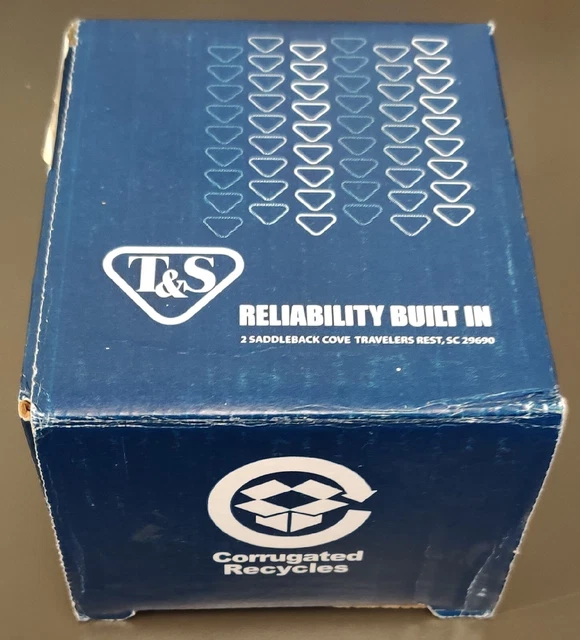 T&S
RELIABILITY BUILT IN
2 SADDLEBACK COVE TRAVELERS REST, SC 29690
Corrugated
Recycles